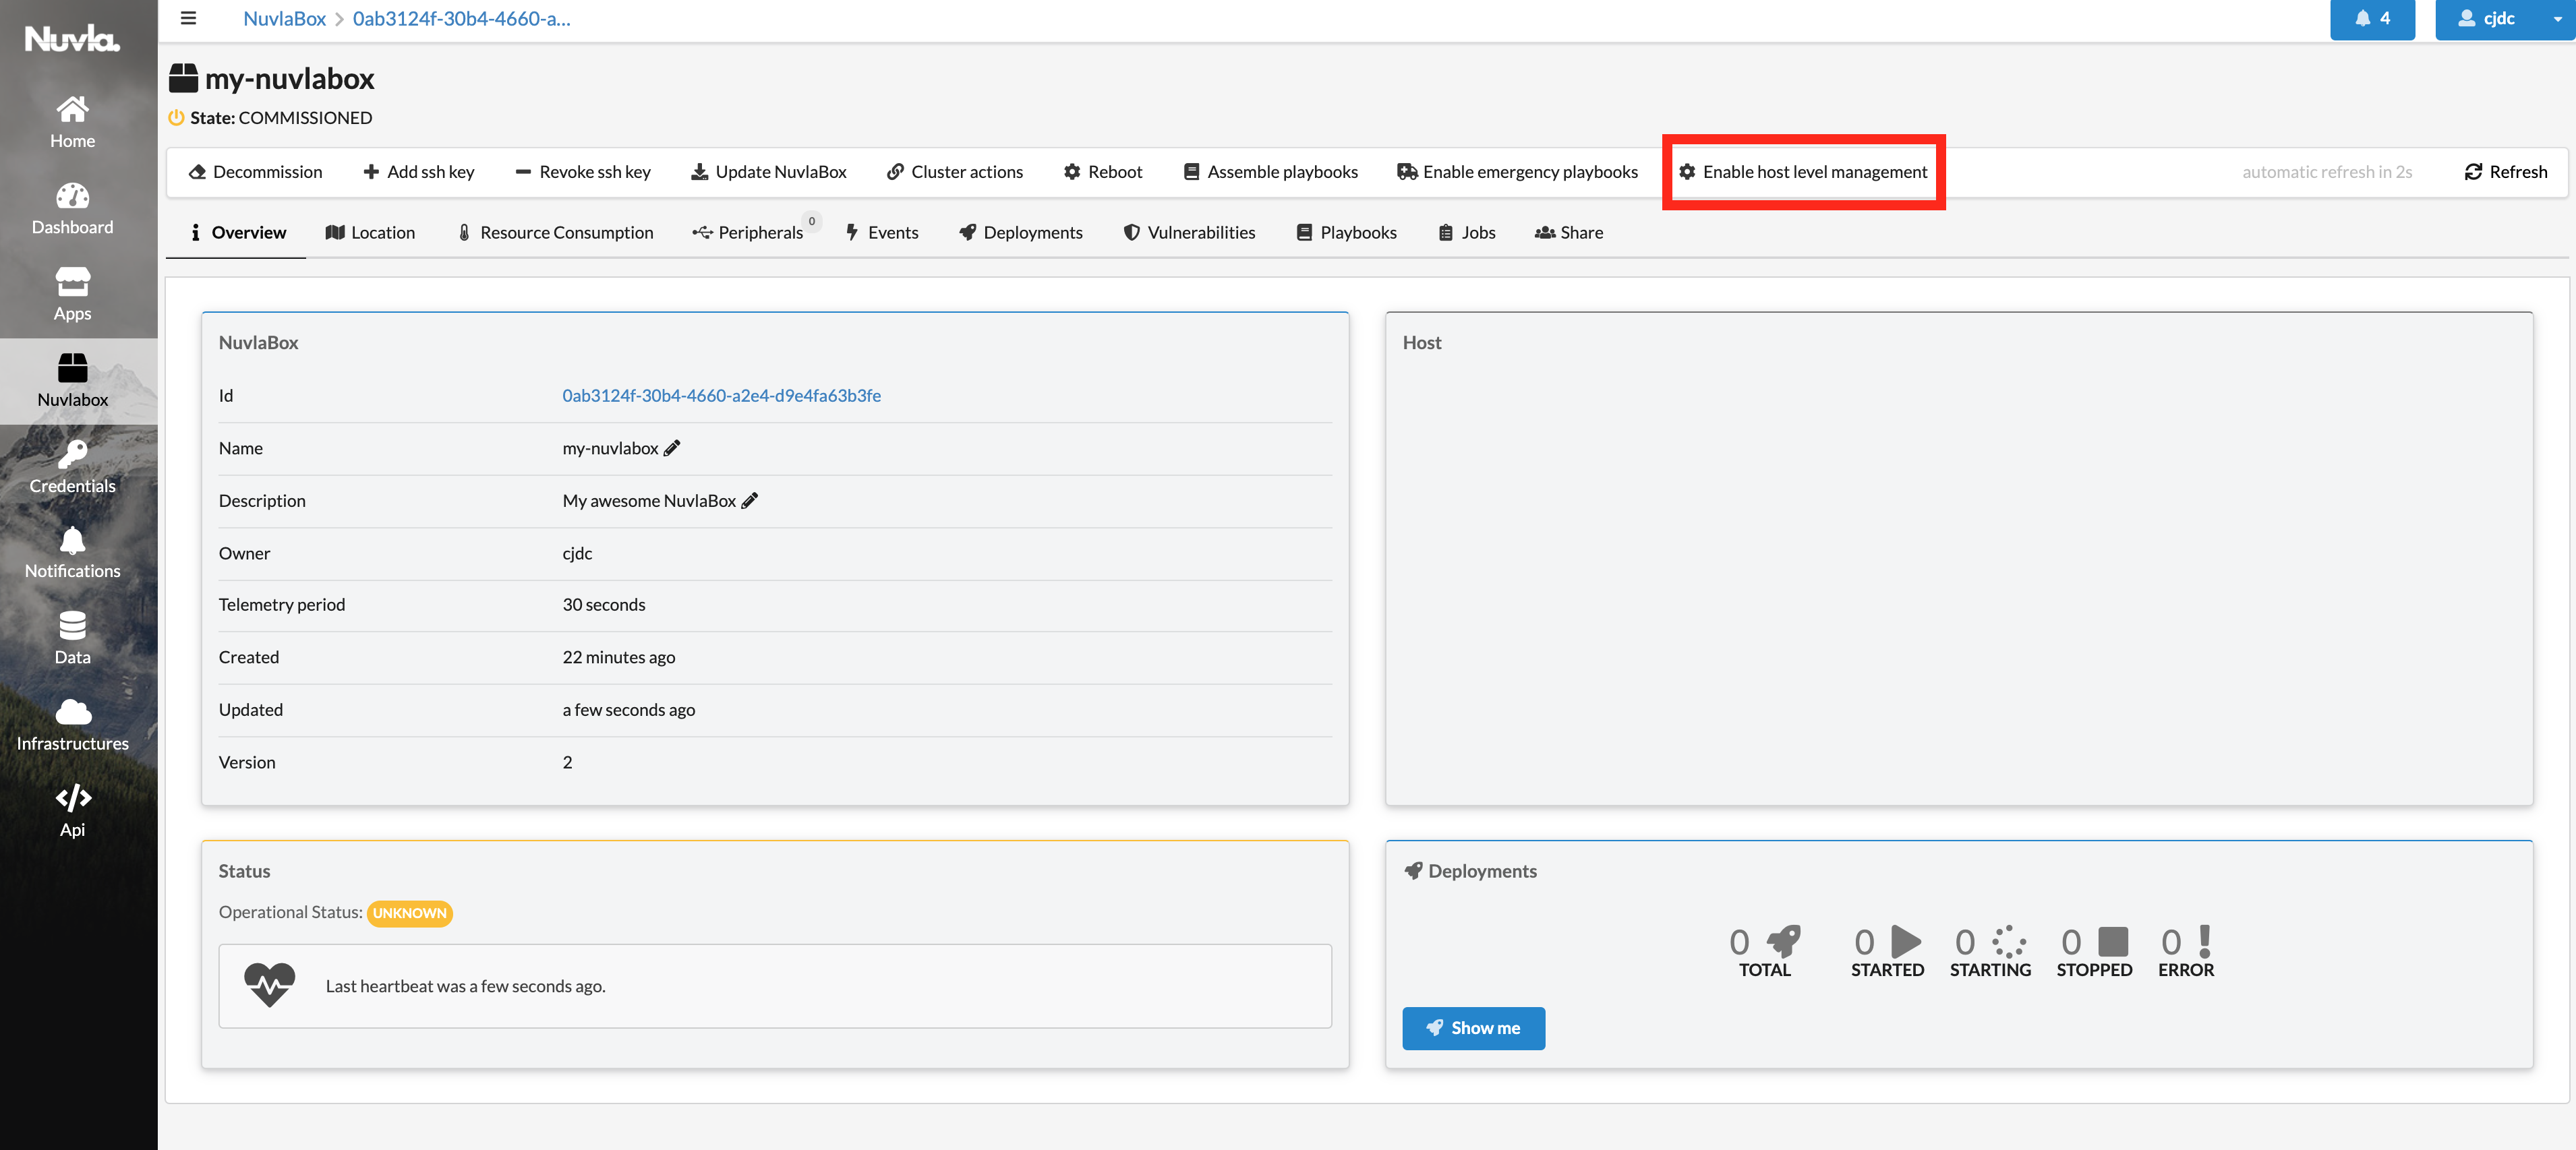 Nuvla.
NuvlaBox > 0ab3124f-30b4-4660-a...
4
cjdc
Home
Dashboard
Apps
Nuvlabox
Credentials
Notifications
Data
Infrastructures
Api
my-nuvlabox
State: COMMISSIONED
Decommission Add ssh key Revoke ssh key Update NuvlaBox Cluster actions Reboot Assemble playbooks Enable emergency playbooks Enable host level management automatic refresh in 2s Refresh
Overview Location Resource Consumption Peripherals 0 Events Deployments Vulnerabilities Playbooks Jobs Share
NuvlaBox
Id 0ab3124f-30b4-4660-a2e4-d9e4fa63b3fe
Name my-nuvlabox
Description My awesome NuvlaBox
Owner cjdc
Telemetry period 30 seconds
Created 22 minutes ago
Updated a few seconds ago
Version 2
Host
Status
Operational Status: UNKNOWN
Last heartbeat was a few seconds ago.
Deployments
0 0 0 0 0
TOTAL STARTED STARTING STOPPED ERROR
Show me